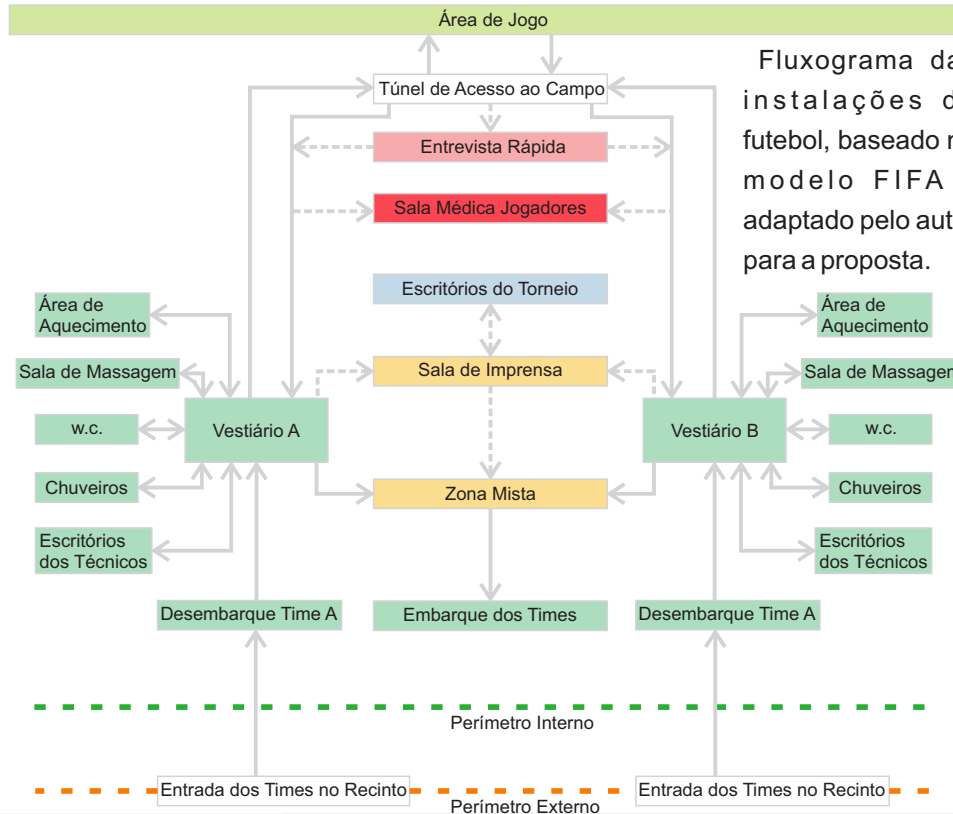 Área de Jogo
Fluxograma
instalações
futebol, baseado
modelo FIFA
adaptado pelo
para a proposta.
Túnel de Acesso ao Campo
Entrevista Rápida
Sala Médica Jogadores
Escritórios do Torneio
Sala de Imprensa
Zona Mista
Embarque dos Times
Área de
Aquecimento
Sala de Massagem
w.c.
Chuveiros
Escritórios
dos Técnicos
Vestiário A
Desembarque Time A
Vestiário B
Área de
Aquecimento
Sala de Massagem
w.c.
Chuveiros
Escritórios
dos Técnicos
Desembarque Time A
Perímetro Interno
Entrada dos Times no Recinto
Entrada dos Times no Recinto
Perímetro Externo